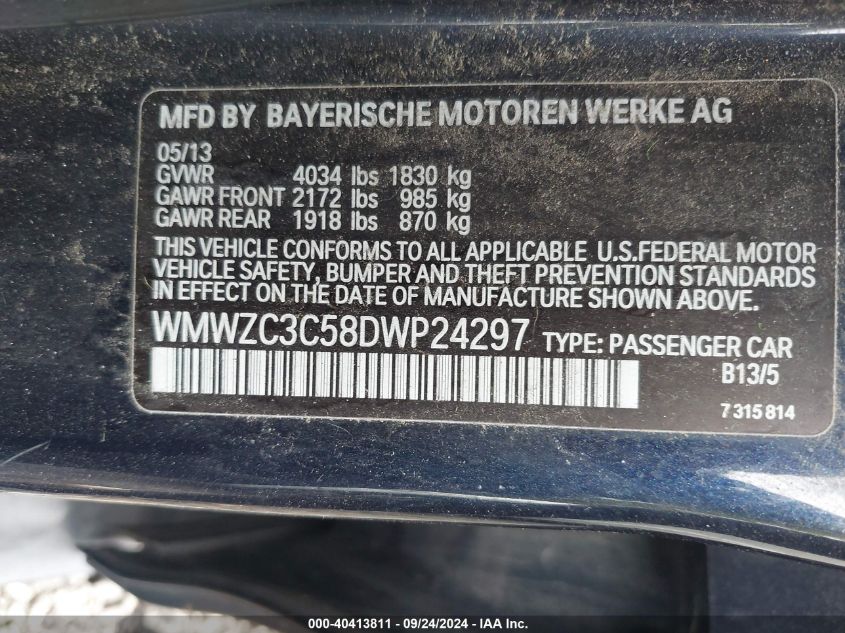 MFD BY BAYERISCHE MOTOREN WERKE AG
05/13
GVWR 4034 lbs 1830 kg
GAWR FRONT 2172 lbs 985 kg
GAWR REAR 1918 lbs 870 kg
THIS VEHICLE CONFORMS TO ALL APPLICABLE U.S.FEDERAL MOTOR
VEHICLE SAFETY, BUMPER AND THEFT PREVENTION STANDARDS
IN EFFECT ON THE DATE OF MANUFACTURE SHOWN ABOVE.
WMWZC3C58DWP24297 TYPE: PASSENGER CAR
B13/5
7 315 814
000-40413811 - 09/24/2024 - IAA Inc.